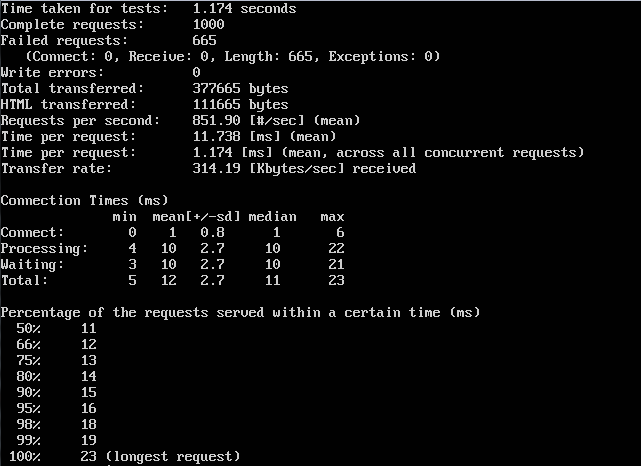 Time taken for tests:   1.174 seconds
Complete requests:      1000
Failed requests:        665
   (Connect: 0, Receive: 0, Length: 665, Exceptions: 0)
Write errors:           0
Total transferred:      377665 bytes
HTML transferred:       111665 bytes
Requests per second:    851.90 [#/sec] (mean)
Time per request:       11.738 [ms] (mean)
Time per request:       1.174 [ms] (mean, across all concurrent requests)
Transfer rate:          314.19 [Kbytes/sec] received

Connection Times (ms)
              min  mean[+/-sd] median   max
Connect:        0    1   0.8      1       6
Processing:     4   10   2.7     10      22
Waiting:        3   10   2.7     10      21
Total:          5   12   2.7     11      23

Percentage of the requests served within a certain time (ms)
  50%     11
  66%     12
  75%     13
  80%     14
  90%     15
  95%     16
  98%     18
  99%     19
 100%     23 (longest request)